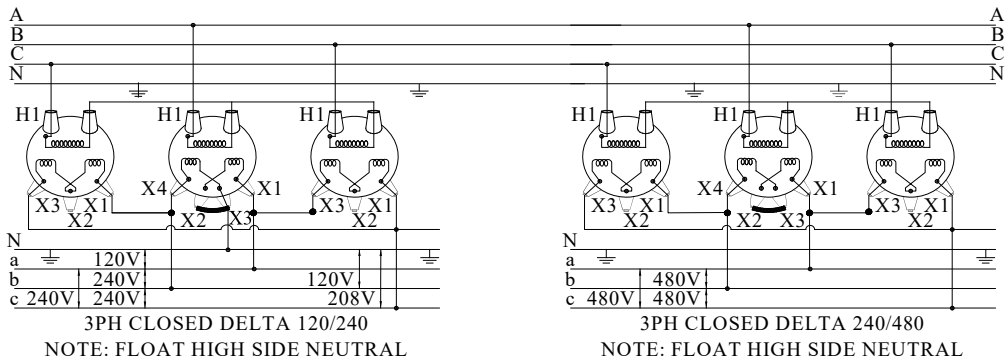 A A
B B
C C
N N
H1 H1 H1 H1 H1 H1
X4 X1 X4 X1
X3 X1 X3 X1 X3 X1 X3 X1
X2 X2 X3 X2 X2 X2 X3 X2
N
a 120V a
b 240V 120V b 480V
c 240V 240V 208V c 480V 480V
3PH CLOSED DELTA 120/240 3PH CLOSED DELTA 240/480
NOTE: FLOAT HIGH SIDE NEUTRAL NOTE: FLOAT HIGH SIDE NEUTRAL